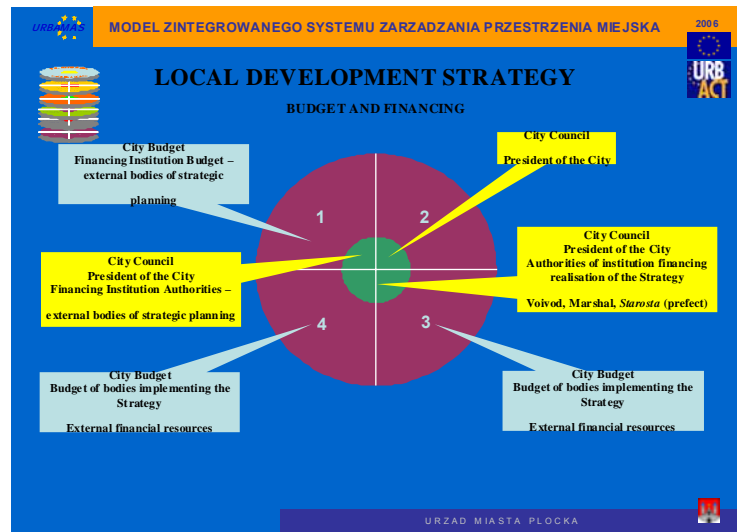 URBAMAS
MODEL ZINTEGROWANEGO SYSTEMU ZARZADZANIA PRZESTRZENIA MIEJSKA
2006
URB
ACT
LOCAL DEVELOPMENT STRATEGY
BUDGET AND FINANCING
City Budget
Financing Institution Budget –
external bodies of strategic
planning
City Council
President of the City
1
2
City Council
President of the City
Financing Institution Authorities –
external bodies of strategic planning
City Council
President of the City
Authorities of institution financing
realisation of the Strategy
Voivod, Marshal, Starosta (prefect)
4
3
City Budget
Budget of bodies implementing the
Strategy
External financial resources
City Budget
Budget of bodies implementing the
Strategy
External financial resources
URZAD MIASTA PLOCKA